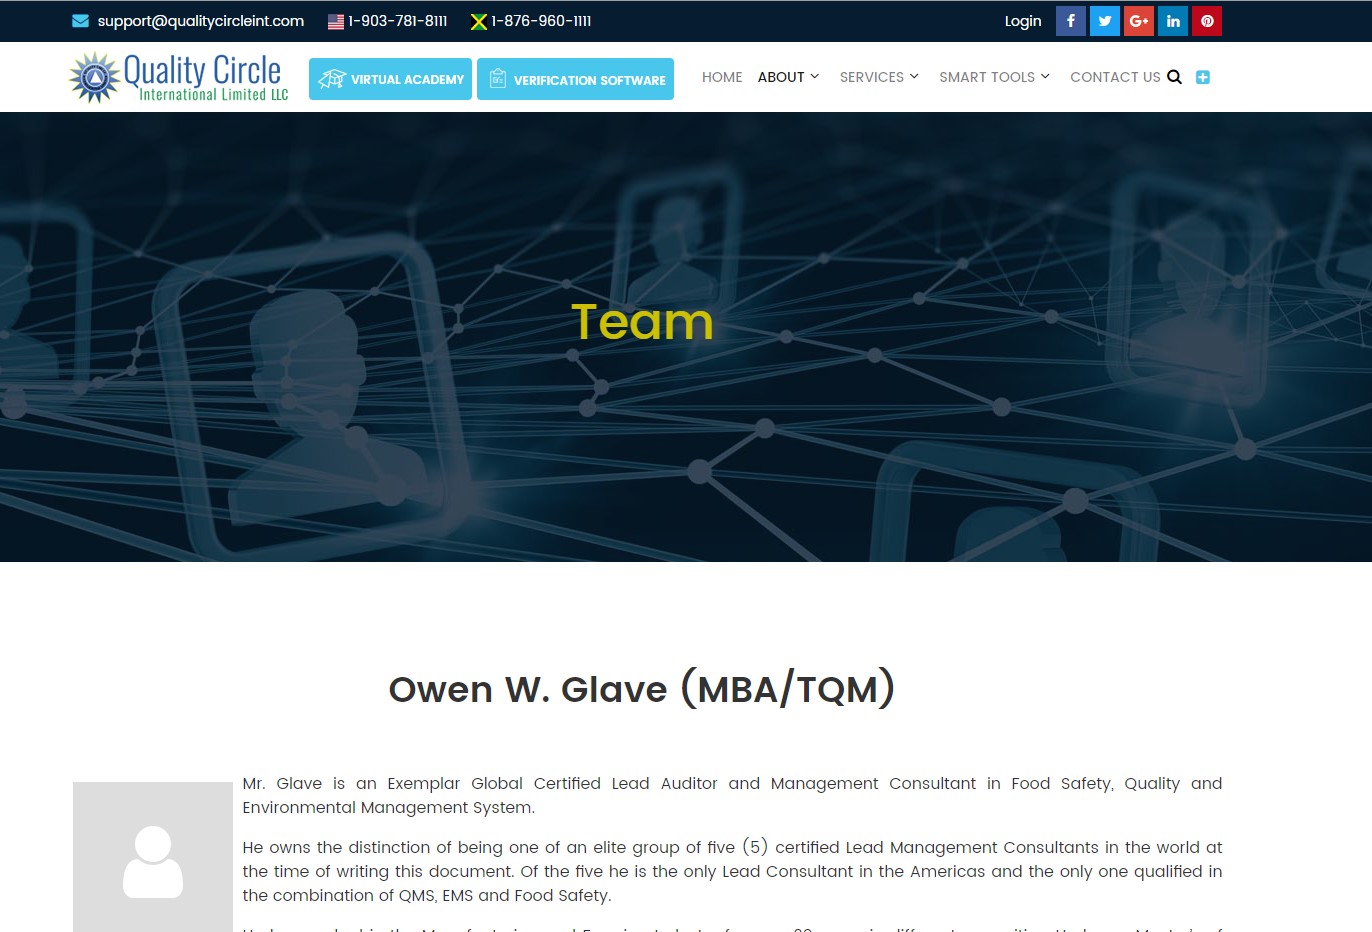 support@qualitycircleint.com 1-903-781-8111 1-876-960-1111 Login
Quality Circle
International Limited LLC
VIRTUAL ACADEMY VERIFICATION SOFTWARE HOME ABOUT SERVICES SMART TOOLS CONTACT US
Team
Owen W. Glave (MBA/TQM)
Mr. Glave is an Exemplar Global Certified Lead Auditor and Management Consultant in Food Safety, Quality and
Environmental Management System.
He owns the distinction of being one of an elite group of five (5) certified Lead Management Consultants in the world at
the time of writing this document. Of the five he is the only Lead Consultant in the Americas and the only one qualified in
the combination of QMS, EMS and Food Safety.